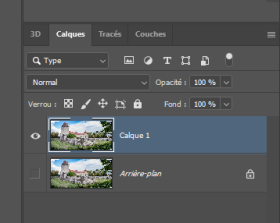 3D Calques Tracés Couches
Type T
Normal Opacité : 100 %
Verrou : Fond : 100 %
Calque 1
Arrière-plan